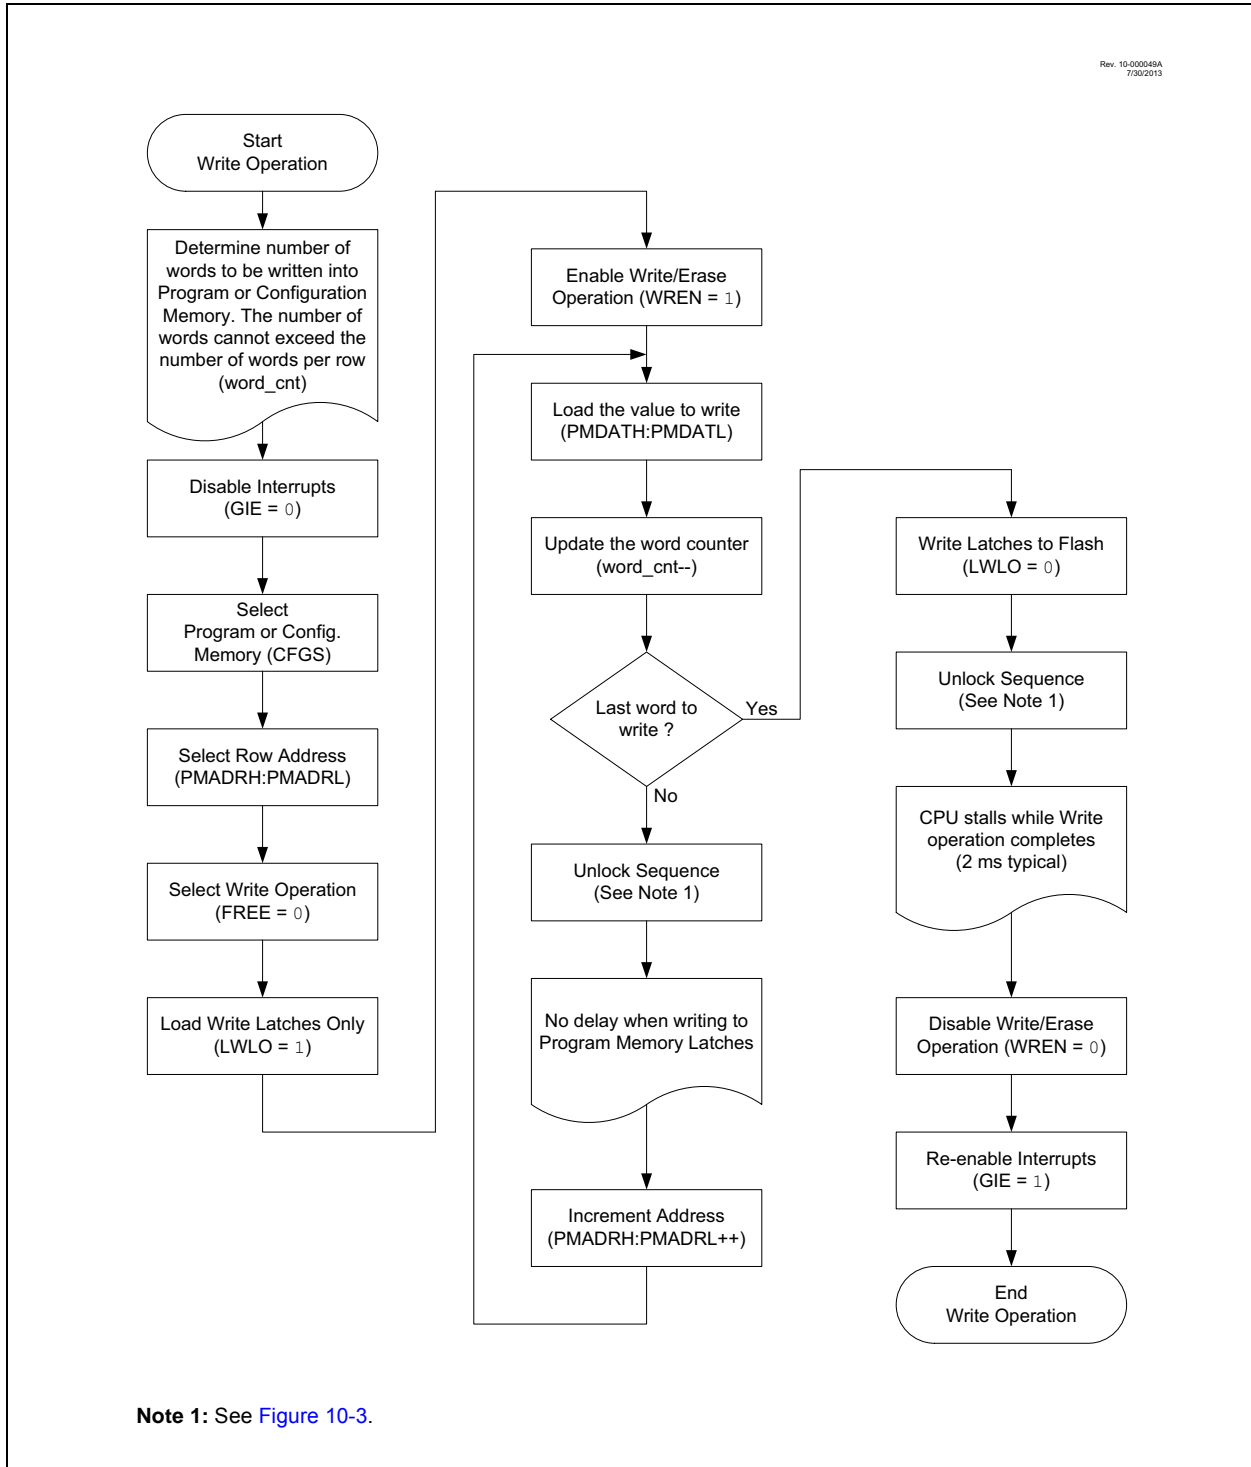 Rev. 10-000049A
7/30/2013
Start
Write Operation
Determine number of
words to be written into
Program or Configuration
Memory. The number of
words cannot exceed the
number of words per row
(word_cnt)
Disable Interrupts
(GIE = 0)
Select
Program or Config.
Memory (CFGS)
Select Row Address
(PMADRH:PMADRL)
Select Write Operation
(FREE = 0)
Load Write Latches Only
(LWLO = 1)
Enable Write/Erase
Operation (WREN = 1)
Load the value to write
(PMDATH:PMDATL)
Update the word counter
(word_cnt--)
Last word to
write ?
Yes
No
Unlock Sequence
(See Note 1)
No delay when writing to
Program Memory Latches
Increment Address
(PMADRH:PMADRL++)
Write Latches to Flash
(LWLO = 0)
Unlock Sequence
(See Note 1)
CPU stalls while Write
operation completes
(2 ms typical)
Disable Write/Erase
Operation (WREN = 0)
Re-enable Interrupts
(GIE = 1)
End
Write Operation
Note 1: See Figure 10-3.